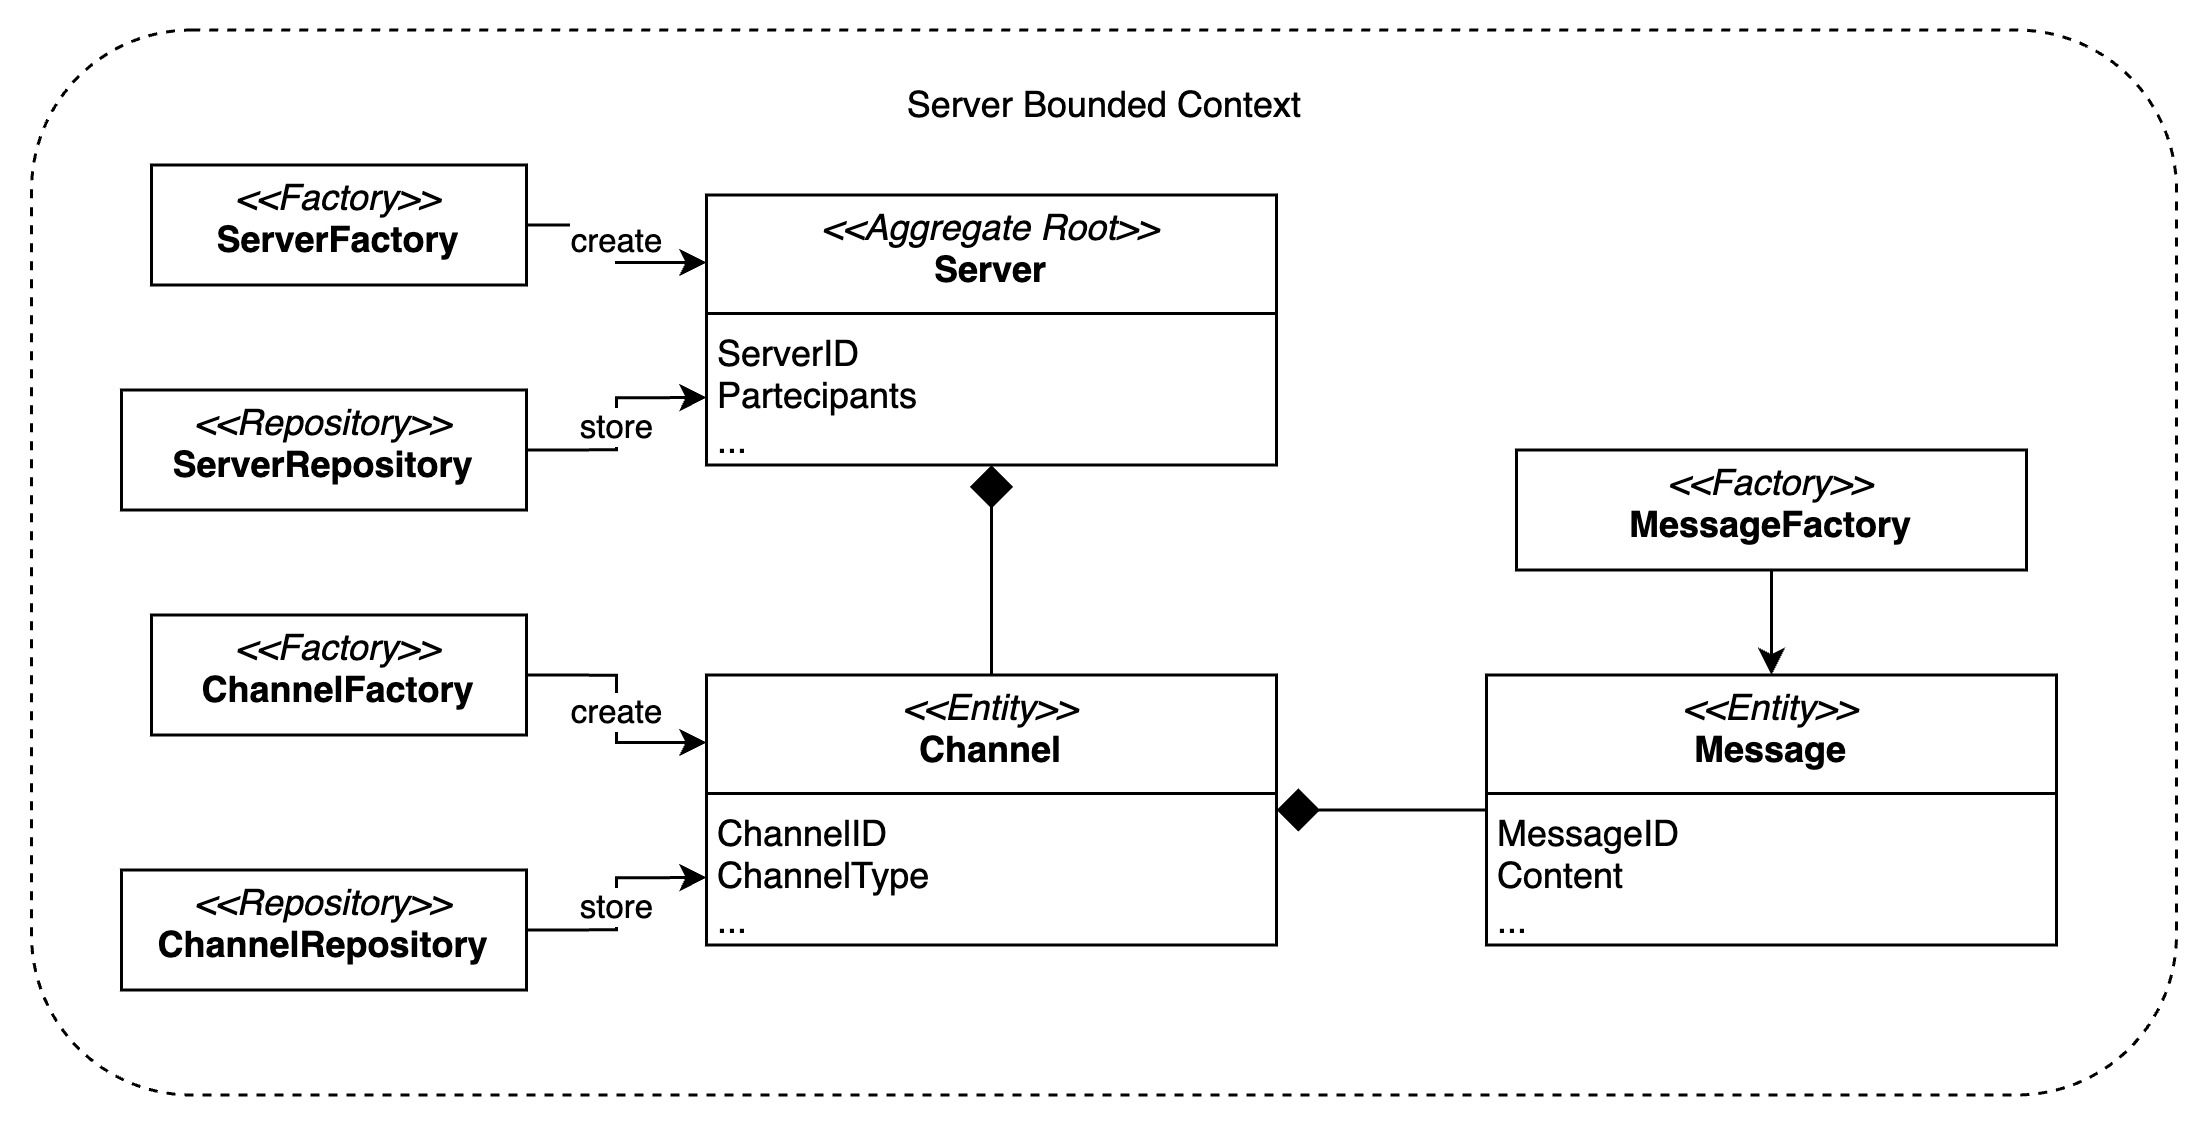 Server Bounded Context
<<Factory>>
ServerFactory
create
<<Aggregate Root>>
Server
ServerID
Partecipants
...
<<Repository>>
ServerRepository
store
<<Factory>>
MessageFactory
<<Factory>>
ChannelFactory
create
<<Entity>>
Channel
ChannelID
ChannelType
...
<<Entity>>
Message
MessageID
Content
...
<<Repository>>
ChannelRepository
store